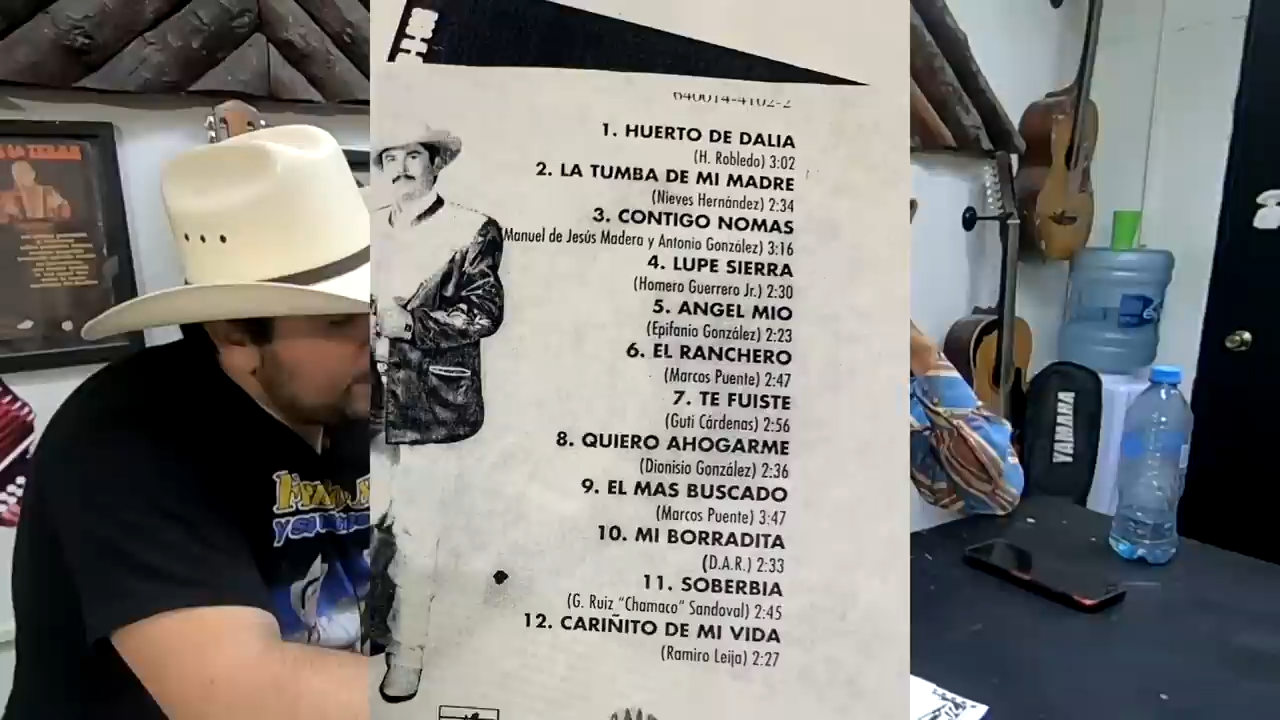 640014-4102-2
1. HUERTO DE DALIA
(H. Robledo) 3:02
2. LA TUMBA DE MI MADRE
(Nieves Hernández) 2:34
3. CONTIGO NOMAS
Manuel de Jesús Madera y Antonio González) 3:16
4. LUPE SIERRA
(Homero Guerrero Jr.) 2:30
5. ANGEL MIO
(Epifanio González) 2:23
6. EL RANCHERO
(Marcos Puente) 2:47
7. TE FUISTE
(Guti Cárdenas) 2:56
8. QUIERO AHOGARME
(Dionisio González) 2:36
9. EL MAS BUSCADO
(Marcos Puente) 3:47
10. MI BORRADITA
(D.A.R.) 2:33
11. SOBERBIA
(G. Ruiz "Chamaco" Sandoval) 2:45
12. CARIÑITO DE MI VIDA
(Ramiro Leija) 2:27
YAMAHA